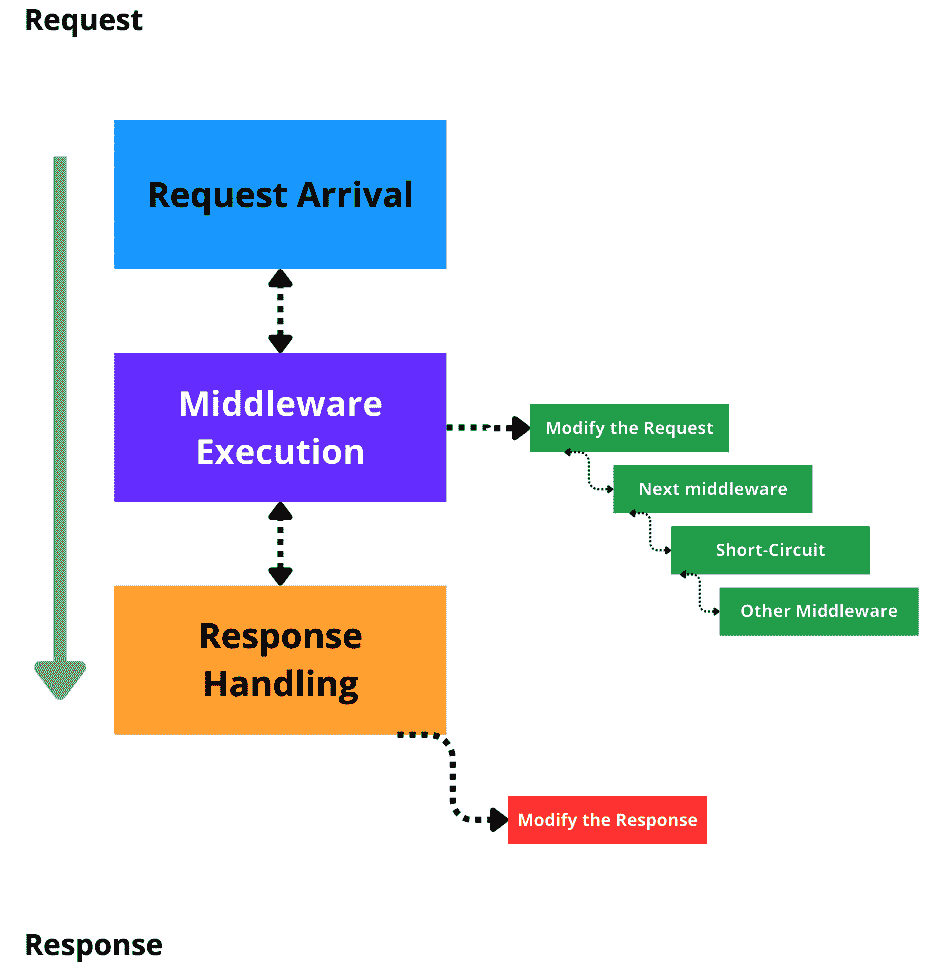 Request
Request Arrival
Middleware
Execution
Modify the Request
Next middleware
Short-Circuit
Other Middleware
Response
Handling
Modify the Response
Response